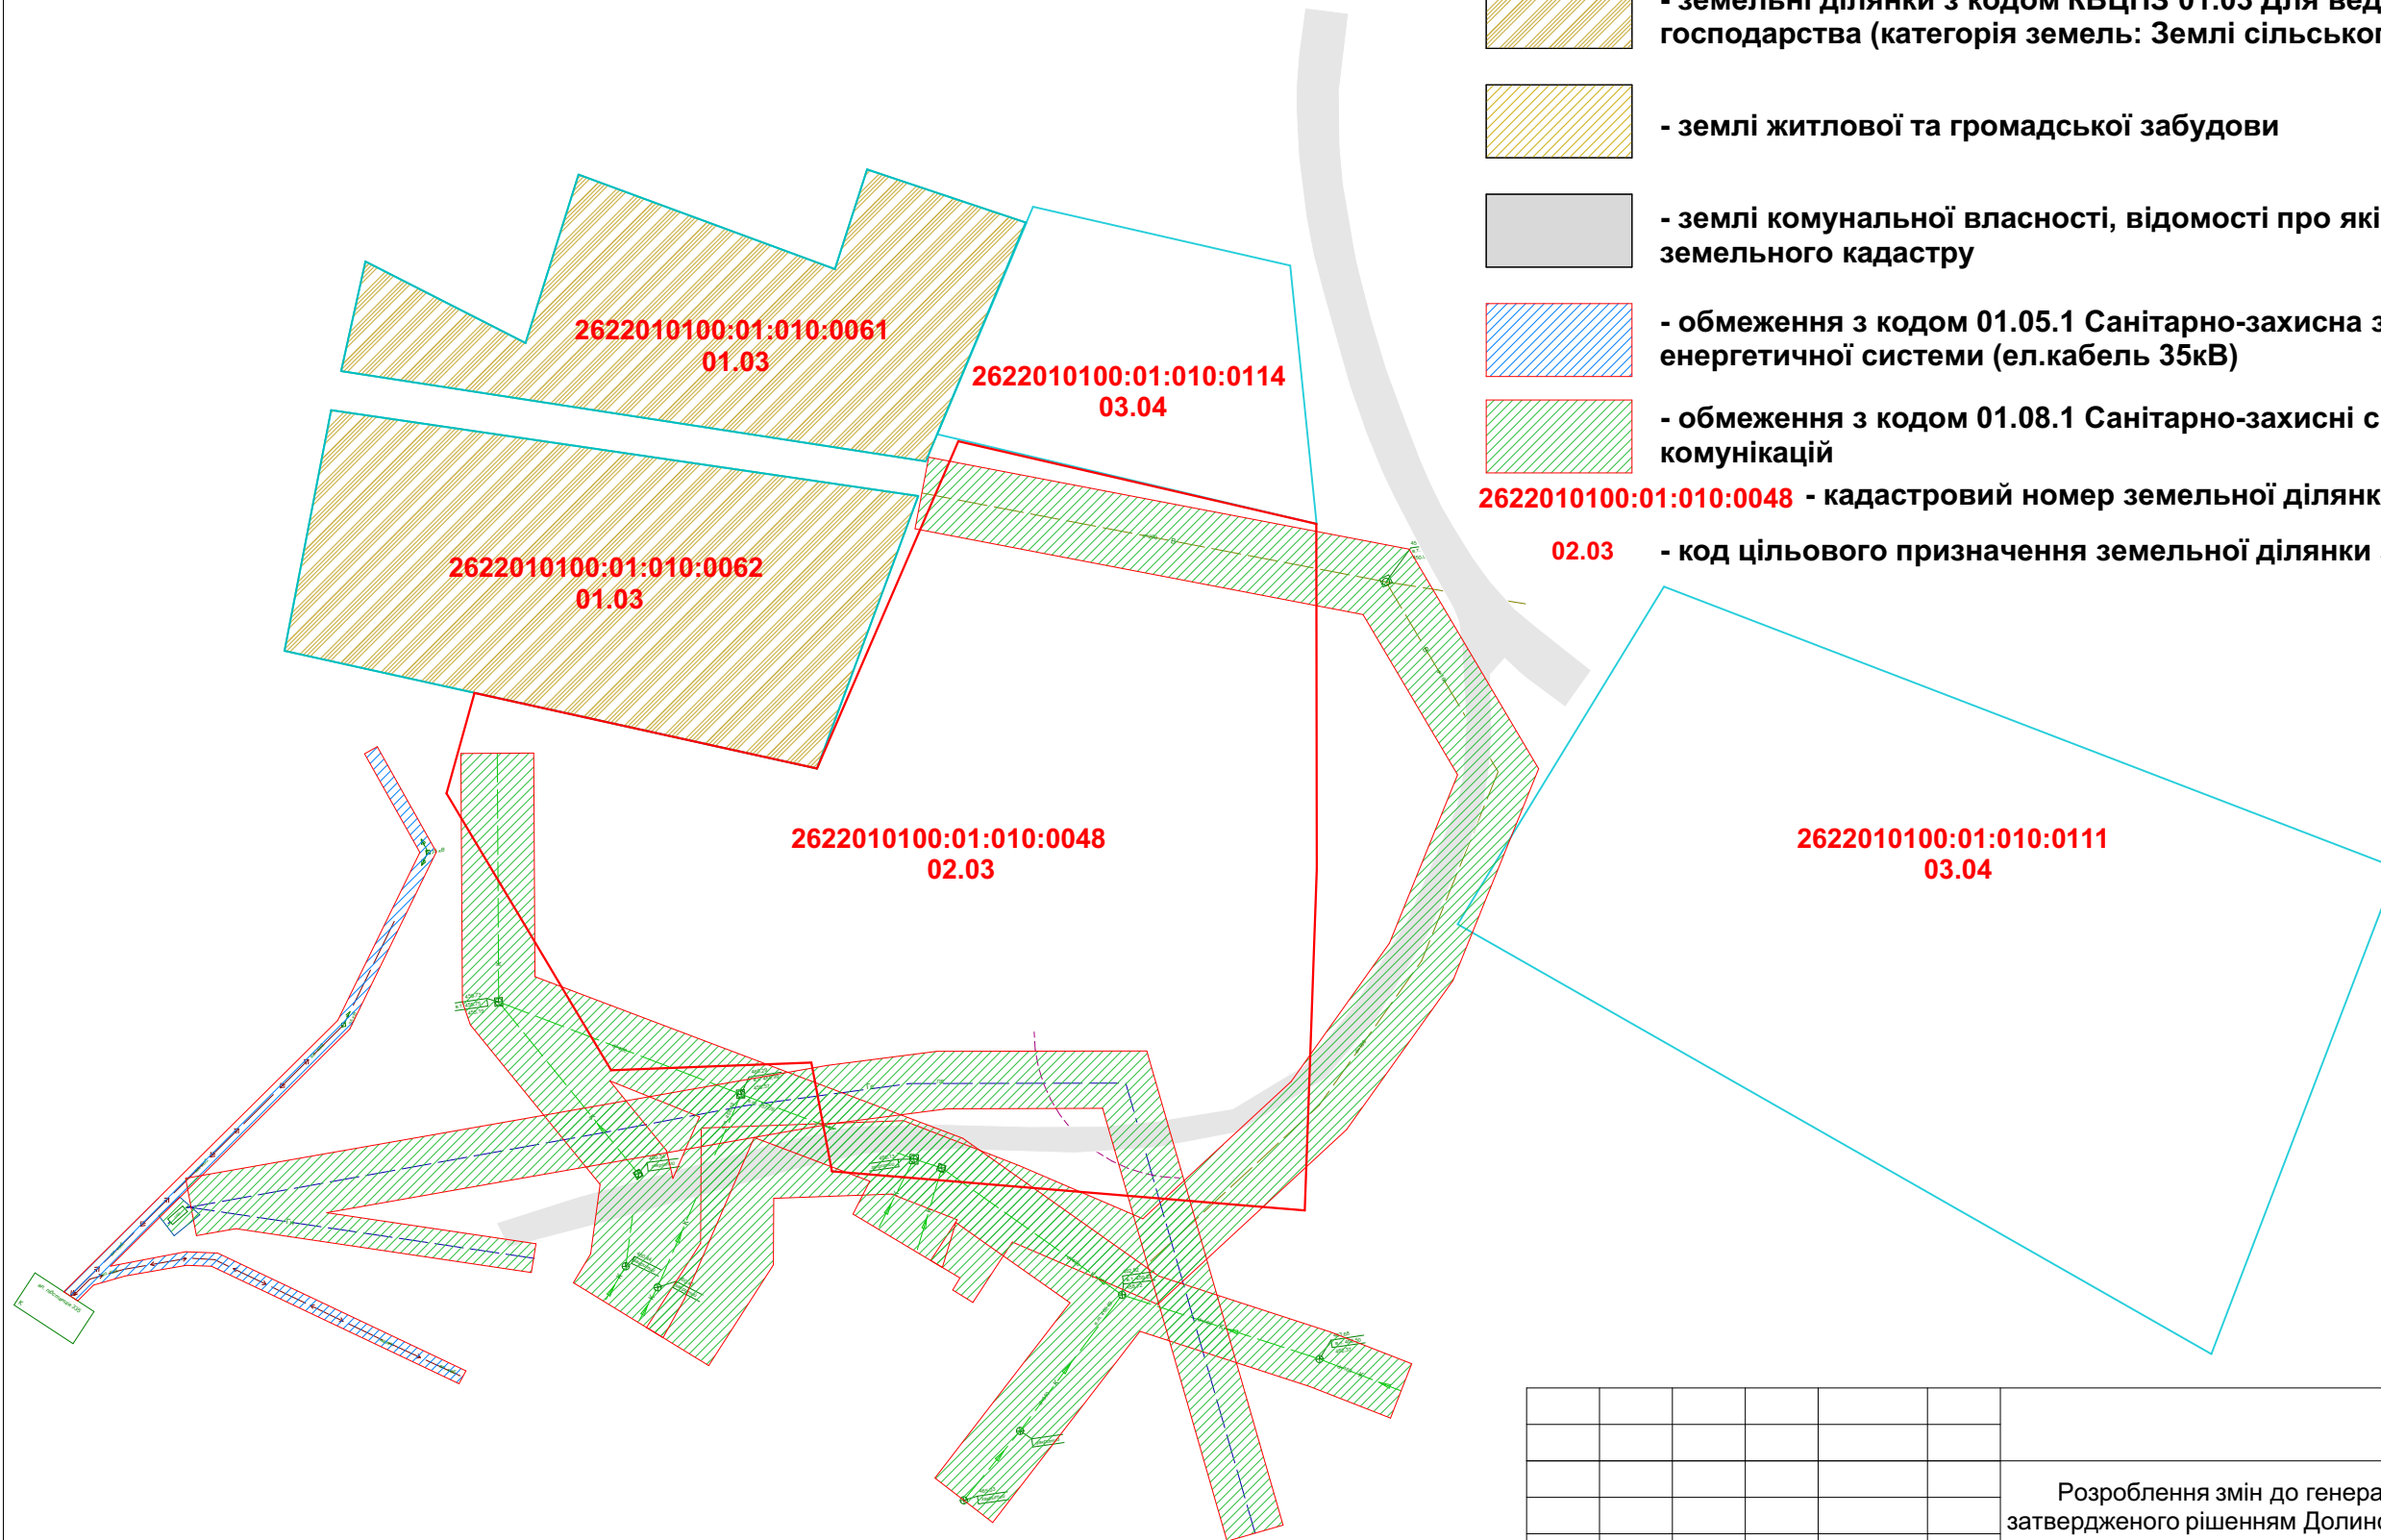 - земельні ділянки з кодом КВЦПЗ 01.03 Для вед
господарства (категорія земель: Землі сільськог
- землі житлової та громадської забудови
- землі комунальної власності, відомості про які
земельного кадастру
- обмеження з кодом 01.05.1 Санітарно-захисна з
енергетичної системи (ел.кабель 35кВ)
- обмеження з кодом 01.08.1 Санітарно-захисні с
комунікацій
2622010100:01:010:0048 - кадастровий номер земельної ділянк
02.03 - код цільового призначення земельної ділянки
2622010100:01:010:0061
01.03
2622010100:01:010:0114
03.04
2622010100:01:010:0062
01.03
2622010100:01:010:0048
02.03
2622010100:01:010:0111
03.04
Розроблення змін до генера
затвердженого рішенням Долино